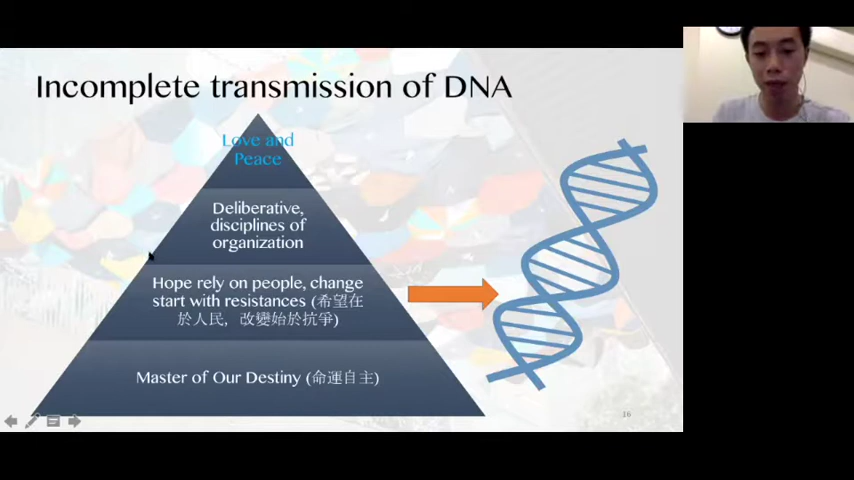 Incomplete transmission of DNA
Love and
Peace
Deliberative,
disciplines of
organization
Hope rely on people, change
start with resistances (希望在
於人民，改變始於抗爭)
Master of Our Destiny (命運自主)
16